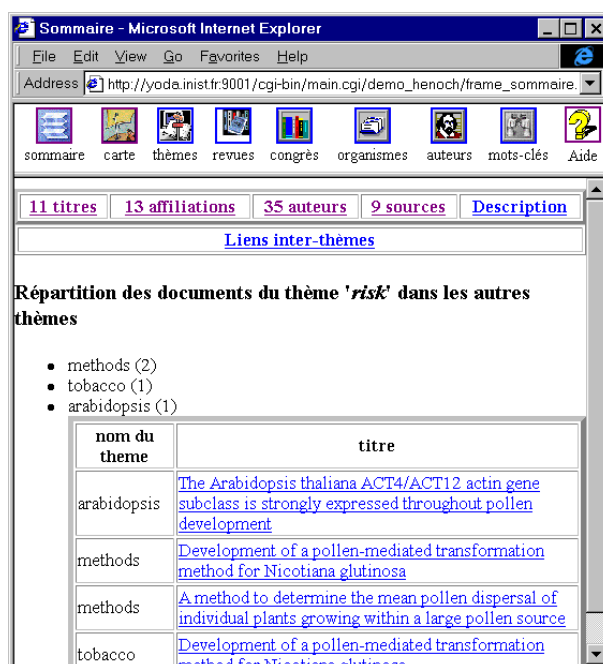 Sommaire - Microsoft Internet Explorer
File Edit View Go Favorites Help
Address http://yoda.inist.fr:9001/cgi-bin/main.cgi/demo_henoch/frame_sommaire.
sommaire carte thèmes revues congrès organismes auteurs mots-clés Aide
11 titres 13 affiliations 35 auteurs 9 sources Description
Liens inter-thèmes
Répartition des documents du thème 'risk' dans les autres
thèmes
methods (2)
tobacco (1)
arabidopsis (1)
nom du
theme
titre
arabidopsis
The Arabidopsis thaliana ACT4/ACT12 actin gene
subclass is strongly expressed throughout pollen
development
methods
Development of a pollen-mediated transformation
method for Nicotiana glutinosa
methods
A method to determine the mean pollen dispersal of
individual plants growing within a large pollen source
tobacco
Development of a pollen-mediated transformation
method for Nicotiana glutinosa